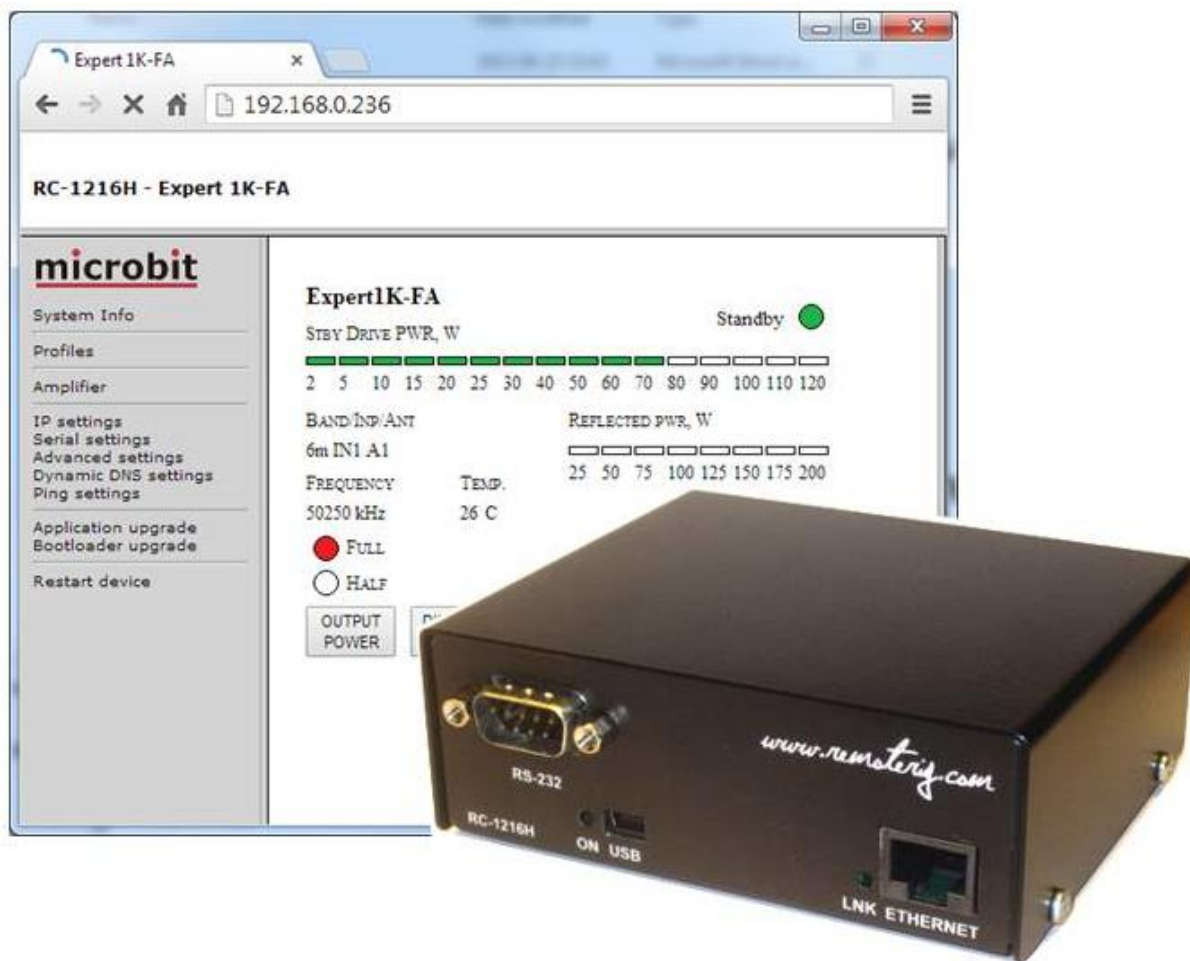 Expert 1K-FA
192.168.0.236
RC-1216H - Expert 1K-FA
microbit
System Info
Profiles
Amplifier
IP settings
Serial settings
Advanced settings
Dynamic DNS settings
Ping settings
Application upgrade
Bootloader upgrade
Restart device
Expert1K-FA
Standby
STBY DRIVE PWR, W
2 5 10 15 20 25 30 40 50 60 70 80 90 100 110 120
BAND/INP/ANT
6m IN1 A1
REFLECTED PWR, W
25 50 75 100 125 150 175 200
FREQUENCY TEMP.
50250 kHz 26 C
FULL
HALF
OUTPUT
POWER
www.remoterig.com
RS-232
RC-1216H
ON USB
LNK ETHERNET